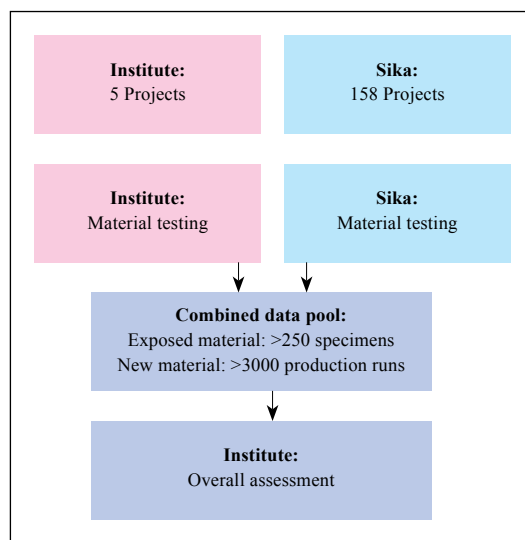 Institute:
5 Projects
Sika:
158 Projects
Institute:
Material testing
Sika:
Material testing
Combined data pool:
Exposed material: >250 specimens
New material: >3000 production runs
Institute:
Overall assessment